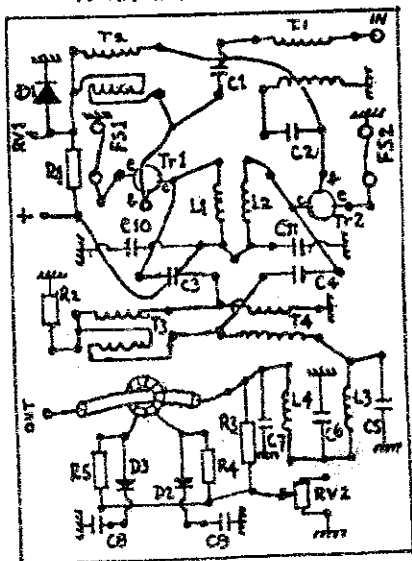 T2
T1
IN
D1
C1
RV1
FS1
C2
FS2
R1
Tr1
e
b
c
L1
L2
b
e
c
Tr2
+
C10
C11
C3
C4
R2
T3
T4
OUT
R3
C7
L4
C6
L3
C5
R5
D3
D2
R4
RV2
C8
C9